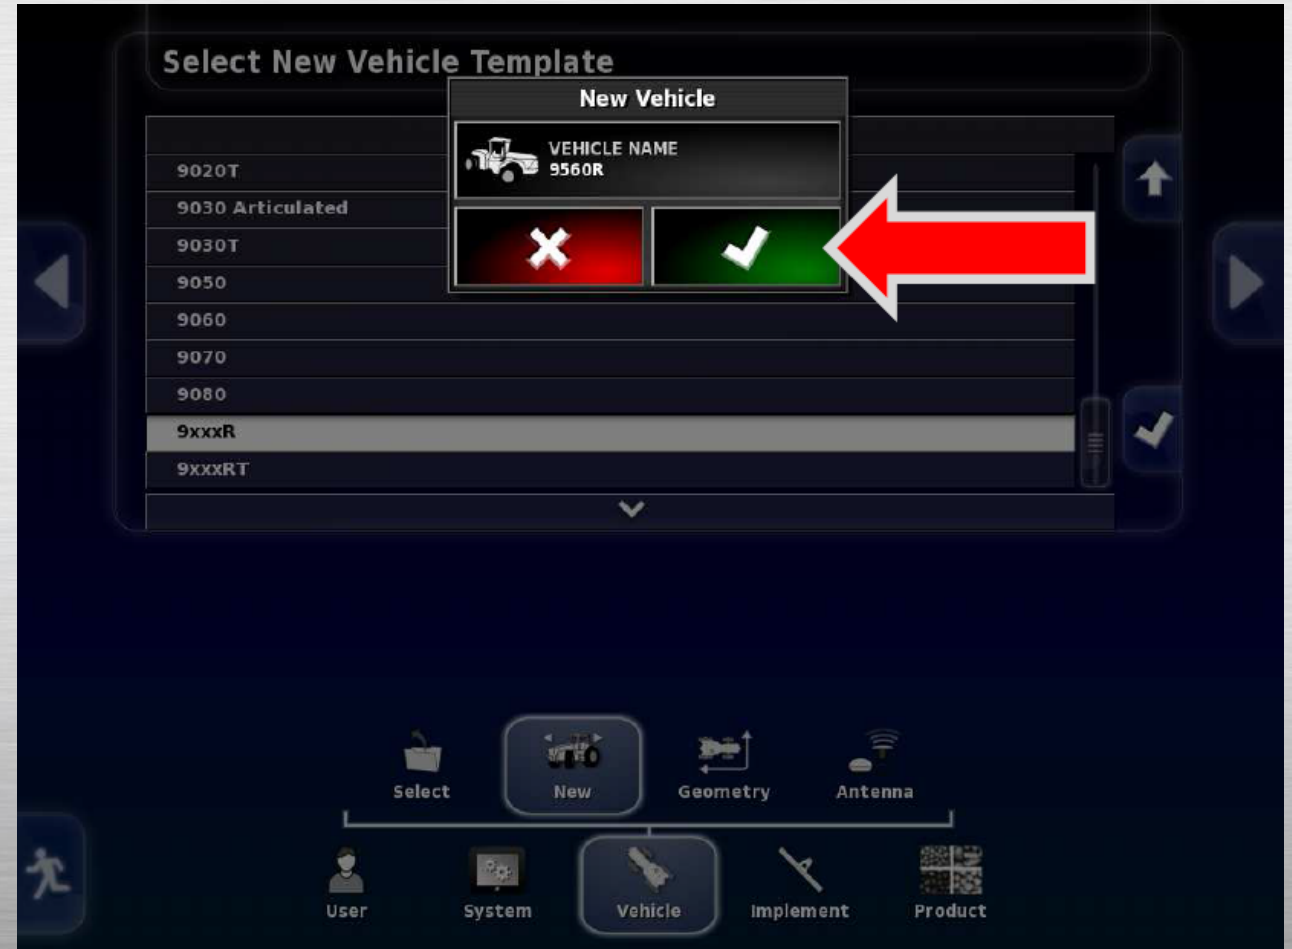 Select New Vehicle Template
New Vehicle
VEHICLE NAME
9560R
9020T
9030 Articulated
9030T
9050
9060
9070
9080
9xxxR
9xxxRT
Select
New
Geometry
Antenna
User
System
Vehicle
Implement
Product